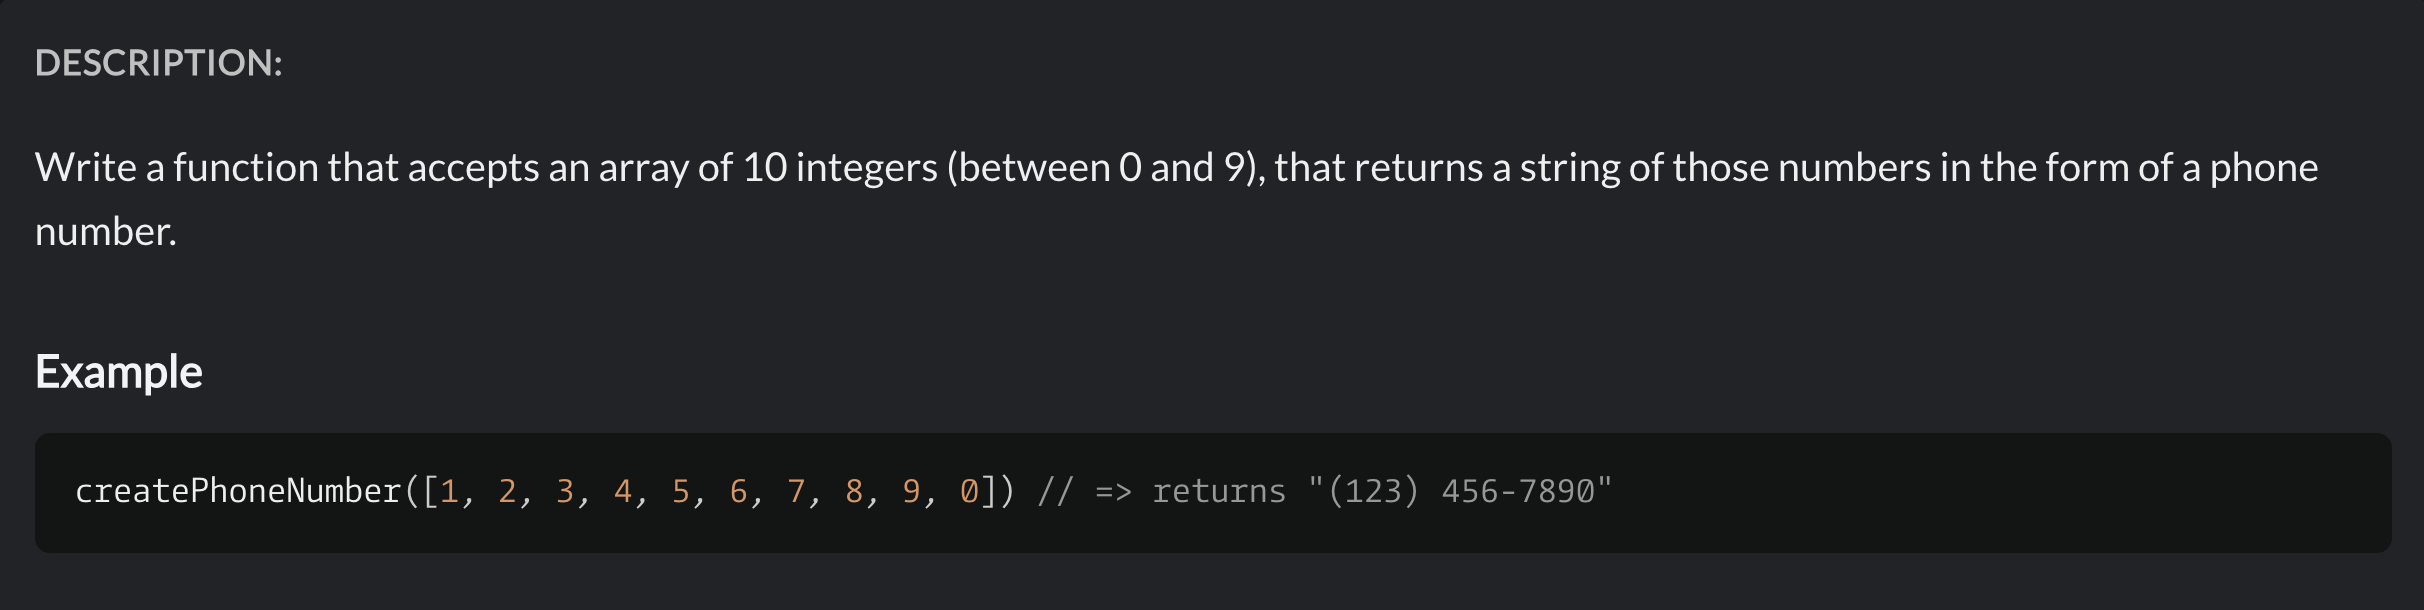 DESCRIPTION:
Write a function that accepts an array of 10 integers (between 0 and 9), that returns a string of those numbers in the form of a phone
number.
Example
createPhoneNumber([1, 2, 3, 4, 5, 6, 7, 8, 9, 0]) // => returns "(123) 456-7890"